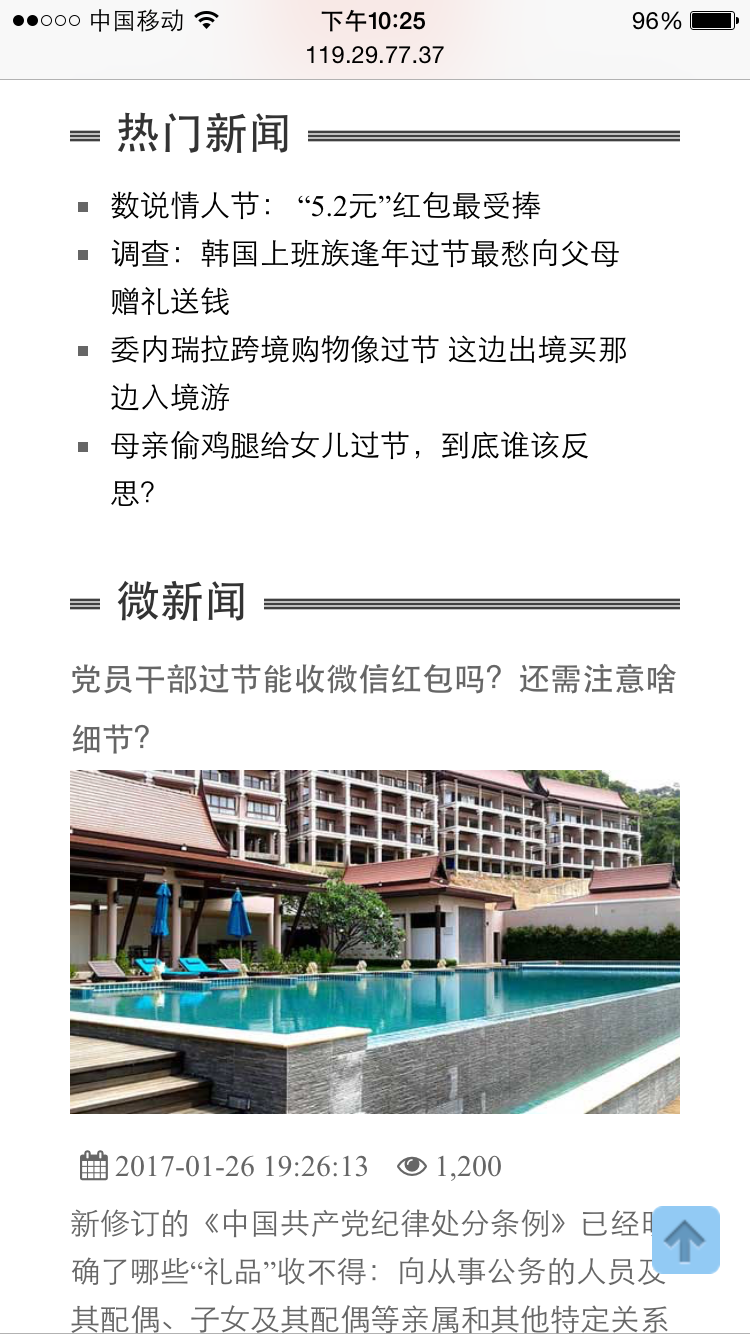 中国移动 下午10:25 96%
119.29.77.37
热门新闻
数说情人节： “5.2元”红包最受捧
调查：韩国上班族逢年过节最愁向父母
赠礼送钱
委内瑞拉跨境购物像过节 这边出境买那
边入境游
母亲偷鸡腿给女儿过节，到底谁该反
思？
微新闻
党员干部过节能收微信红包吗？还需注意啥
细节？
2017-01-26 19:26:13 1,200
新修订的《中国共产党纪律处分条例》已经
确了哪些“礼品”收不得：向从事公务的人员及
其配偶、子女及其配偶等亲属和其他特定关系